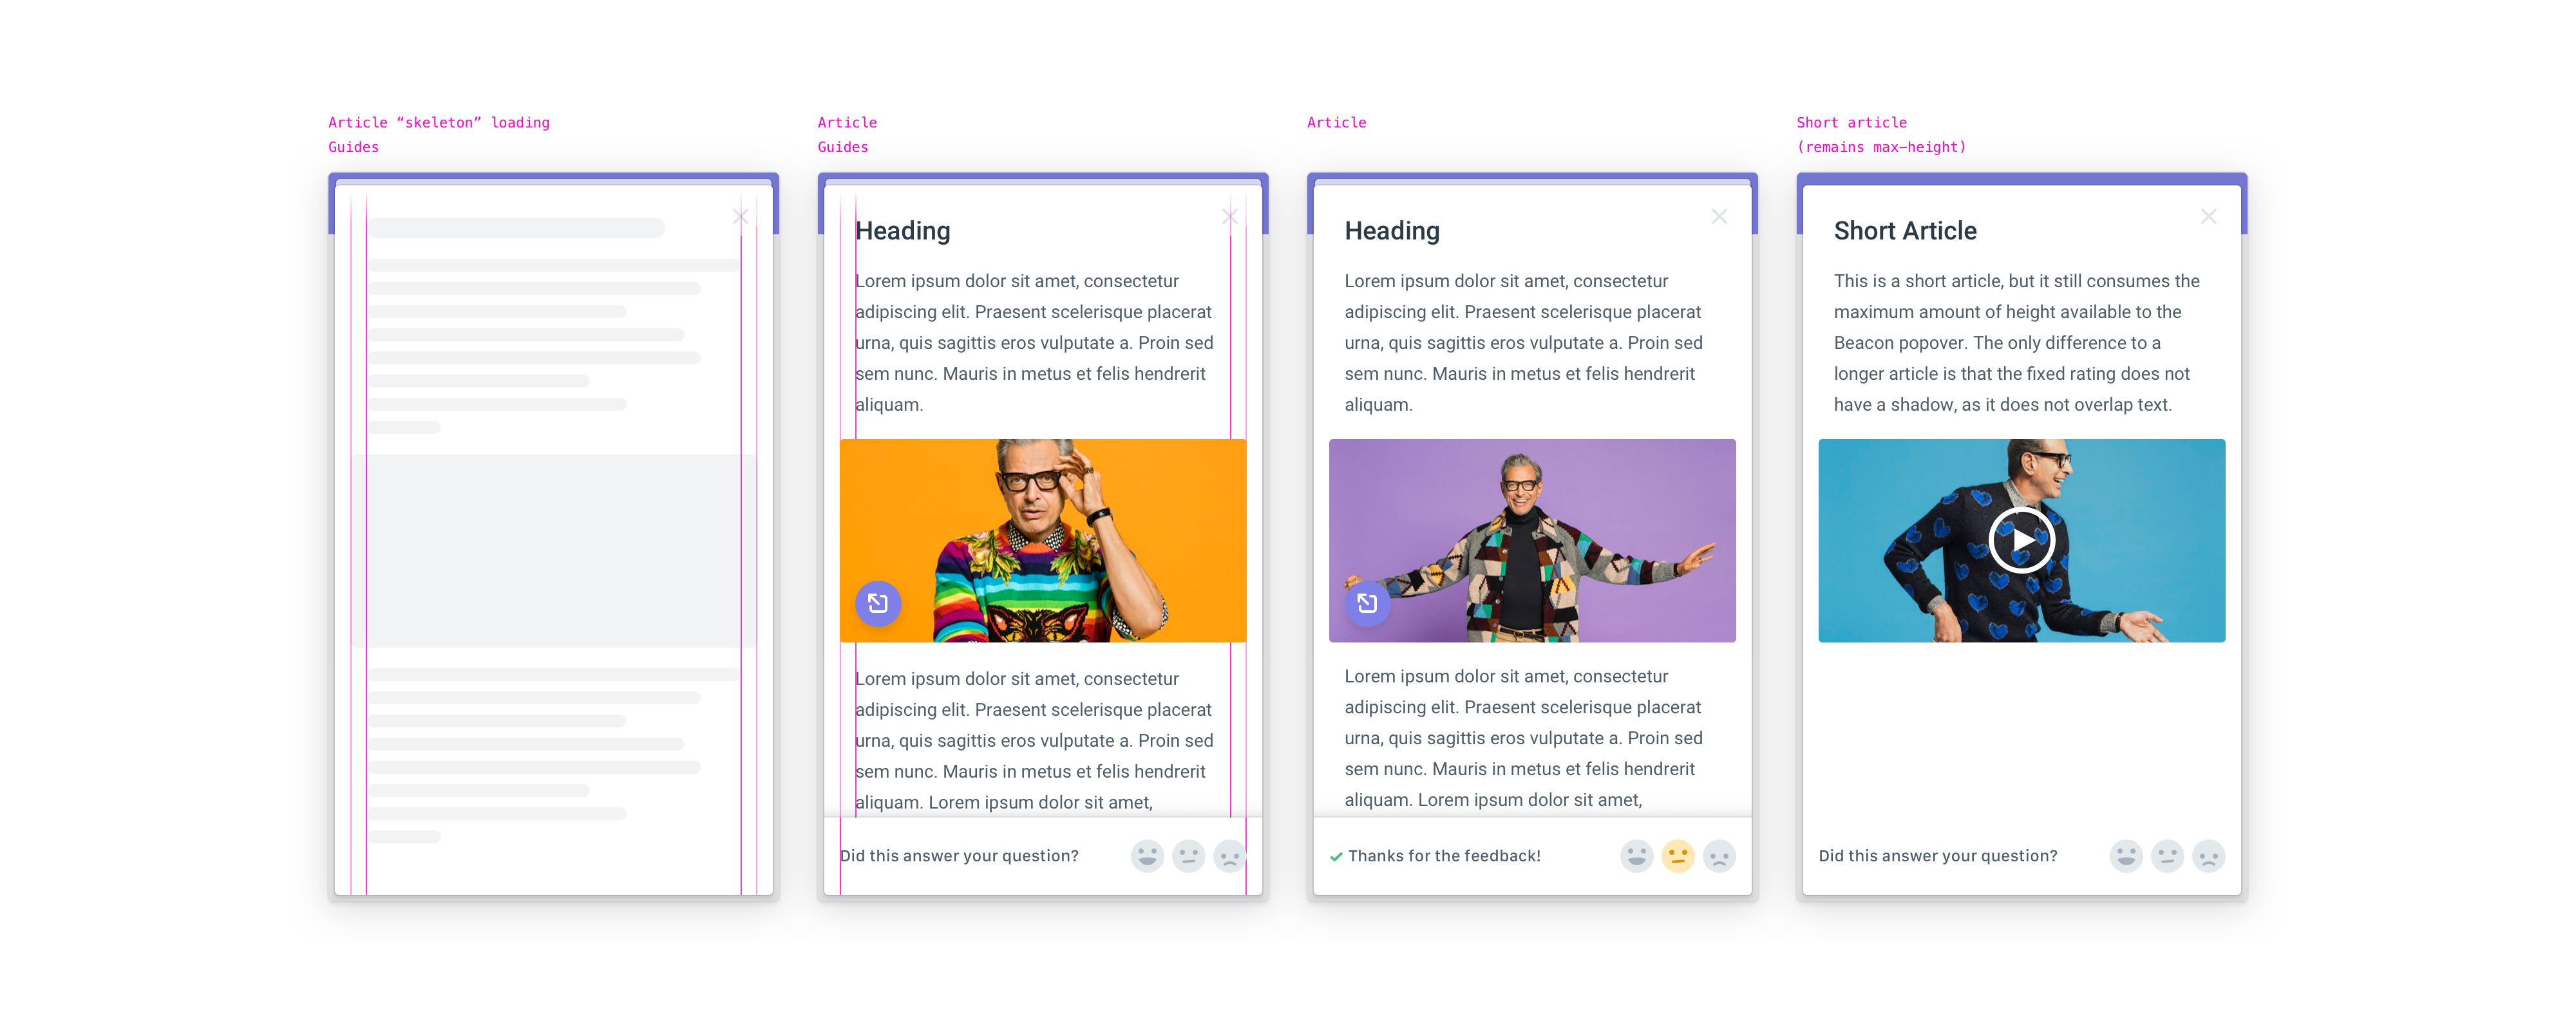 Article “skeleton” loading
Guides
Article
Guides
Heading
Lorem ipsum dolor sit amet, consectetur
adipiscing elit. Praesent scelerisque placerat
urna, quis sagittis eros vulputate a. Proin sed
sem nunc. Mauris in metus et felis hendrerit
aliquam.
Lorem ipsum dolor sit amet, consectetur
adipiscing elit. Praesent scelerisque placerat
urna, quis sagittis eros vulputate a. Proin sed
sem nunc. Mauris in metus et felis hendrerit
aliquam. Lorem ipsum dolor sit amet,
Did this answer your question?
Article
Heading
Lorem ipsum dolor sit amet, consectetur
adipiscing elit. Praesent scelerisque placerat
urna, quis sagittis eros vulputate a. Proin sed
sem nunc. Mauris in metus et felis hendrerit
aliquam.
Lorem ipsum dolor sit amet, consectetur
adipiscing elit. Praesent scelerisque placerat
urna, quis sagittis eros vulputate a. Proin sed
sem nunc. Mauris in metus et felis hendrerit
aliquam. Lorem ipsum dolor sit amet,
Thanks for the feedback!
Short article
(remains max-height)
Short Article
This is a short article, but it still consumes the
maximum amount of height available to the
Beacon popover. The only difference to a
longer article is that the fixed rating does not
have a shadow, as it does not overlap text.
Did this answer your question?